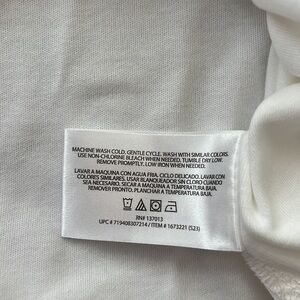 MACHINE WASH COLD. GENTLE CYCLE. WASH WITH SIMILAR COLORS.
USE NON-CHLORINE BLEACH WHEN NEEDED. TUMBLE DRY LOW.
REMOVE PROMPTLY. LOW IRON WHEN NEEDED.
LAVAR A MAQUINA CON AGUA FRIA. CICLO DELICADO. LAVAR CON
COLORES SIMILARES. USAR BLANQUEADOR SIN CLORO CUANDO
SEA NECESARIO. SECAR A MAQUINA A TEMPERATURA BAJA.
REMOVER PRONTO. PLANCHAR A TEMPERATURA BAJA.
RN# 137013
UPC # 719408307214 / ITEM # 1673221 (S23)